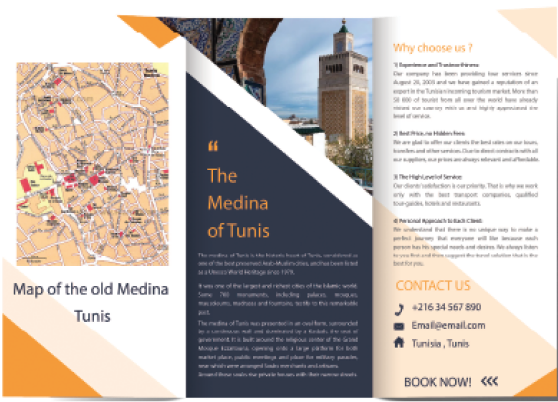 Tunis
Medina
Map of the old Medina
Tunis
“
The
Medina
of Tunis
The medina of Tunis is the historic heart of Tunis, considered as
one of the best preserved Arab-Muslim cities, and has been listed
as a Unesco World Heritage since 1979.
It was one of the largest and richest cities of the Islamic world.
Some 700 monuments, including palaces, mosques,
mausoleums, madrasas and fountains, testify to this remarkable
past.
The medina of Tunis was presented in an oval form, surrounded
by a continuous wall and dominated by a Kasbah, the seat of
government. It is built around the religious center of the Grand
Mosque Ezzaitouna, opening onto a large platform for both
market place, public meetings and place for military parades,
near which were arranged Souks merchants and artisans.
Around these souks rise private houses with their narrow streets.
Why choose us ?
1) Experience and Trustworthiness:
Our company has been providing tour services since
August 20, 2003 and we have gained a reputation of an
expert in the Tunisian incoming tourism market. More than
50 000 of tourist from all over the world have already
visited our country with us and highly appreciated the
level of service.
2) Best Price, no Hidden Fees:
We are glad to offer our clients the best rates on our tours,
transfers and other services. Due to direct contracts with all
our suppliers, our prices are always relevant and affordable.
3) The High Level of Service:
Our clients' satisfaction is our priority. That is why we work
only with the best transport companies, qualified
tour-guides, hotels and restaurants.
4) Personal Approach to Each Client:
We understand that there is no unique way to make a
perfect journey that everyone will like because each
person has his special needs and desires. We always listen
to you first and then suggest the travel solution that is the
best for you.
CONTACT US
+216 34 567 890
Email@email.com
Tunisia , Tunis
BOOK NOW!